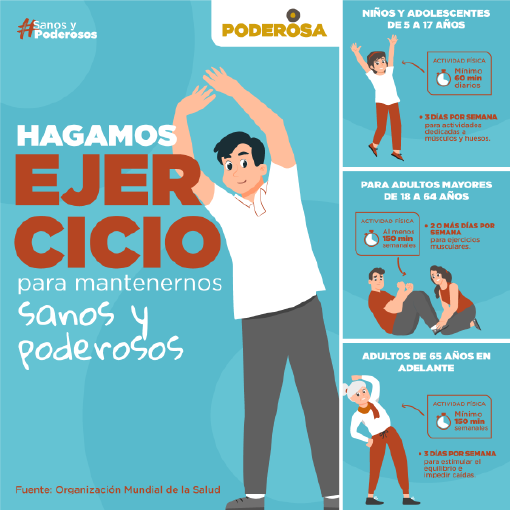 #Sanos y
Poderosos
PODEROSA
HAGAMOS
EJER
CICIO
para mantenernos
sanos y
poderosos
Fuente: Organización Mundial de la Salud
NIÑOS Y ADOLESCENTES
DE 5 A 17 AÑOS
ACTIVIDAD FÍSICA
Mínimo
60 min
diarios
+ 3 DÍAS POR SEMANA
para actividades
dedicadas a
músculos y huesos.
PARA ADULTOS MAYORES
DE 18 A 64 AÑOS
ACTIVIDAD FÍSICA
Al menos
150 min
semanales
+ 2 O MÁS DÍAS POR
SEMANA
para ejercicios
musculares.
ADULTOS DE 65 AÑOS EN
ADELANTE
ACTIVIDAD FÍSICA
Mínimo
150 min
semanales
+ 3 DÍAS POR SEMANA
para estimular el
equilibrio e
impedir caídas